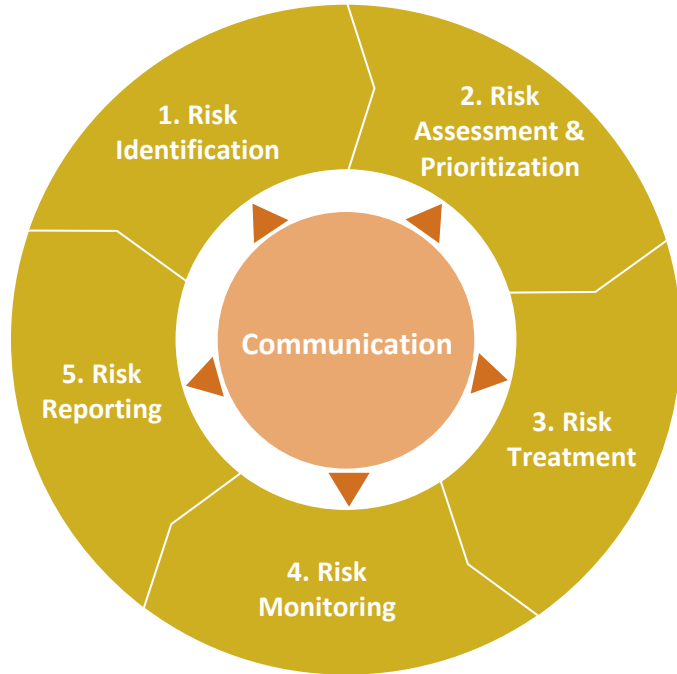 1. Risk
Identification
2. Risk
Assessment &
Prioritization
3. Risk
Treatment
4. Risk
Monitoring
5. Risk
Reporting
Communication